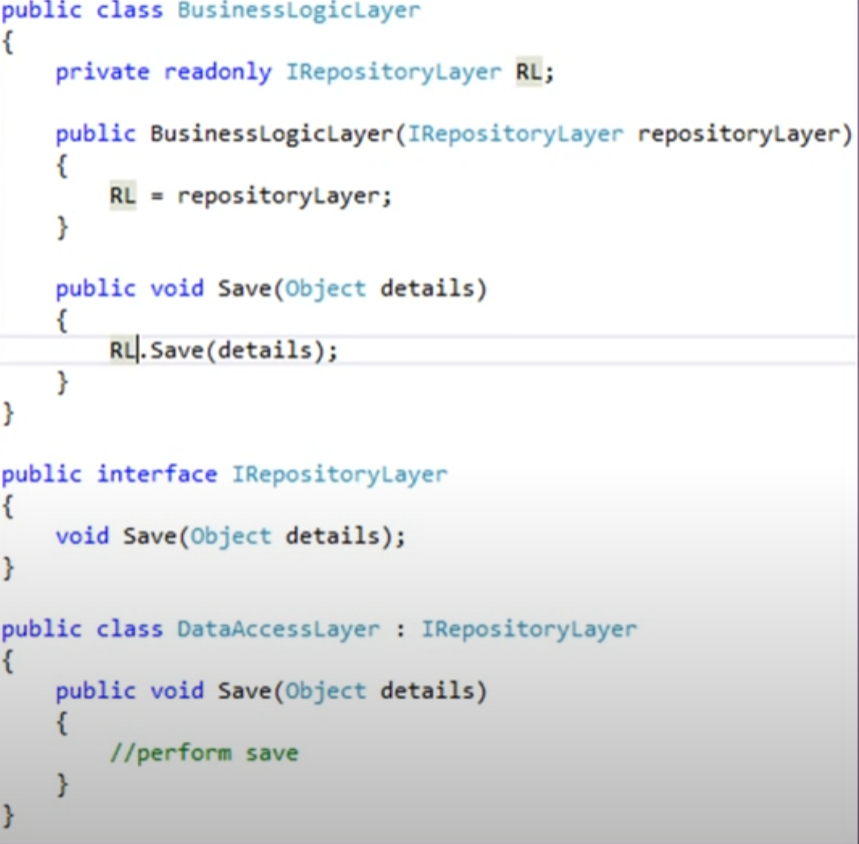 public class BusinessLogicLayer
{
    private readonly IRepositoryLayer RL;
    public BusinessLogicLayer(IRepositoryLayer repositoryLayer)
    {
        RL = repositoryLayer;
    }
    public void Save(Object details)
    {
        RL.Save(details);
    }
}
public interface IRepositoryLayer
{
    void Save(Object details);
}
public class DataAccessLayer : IRepositoryLayer
{
    public void Save(Object details)
    {
        //perform save
    }
}